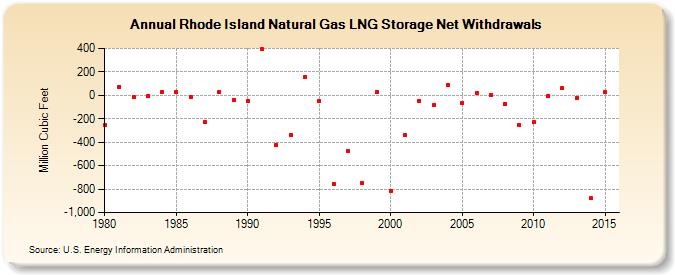 Annual Rhode Island Natural Gas LNG Storage Net Withdrawals
Million Cubic Feet
400
200
0
-200
-400
-600
-800
-1,000
1980 1985 1990 1995 2000 2005 2010 2015
Source: U.S. Energy Information Administration